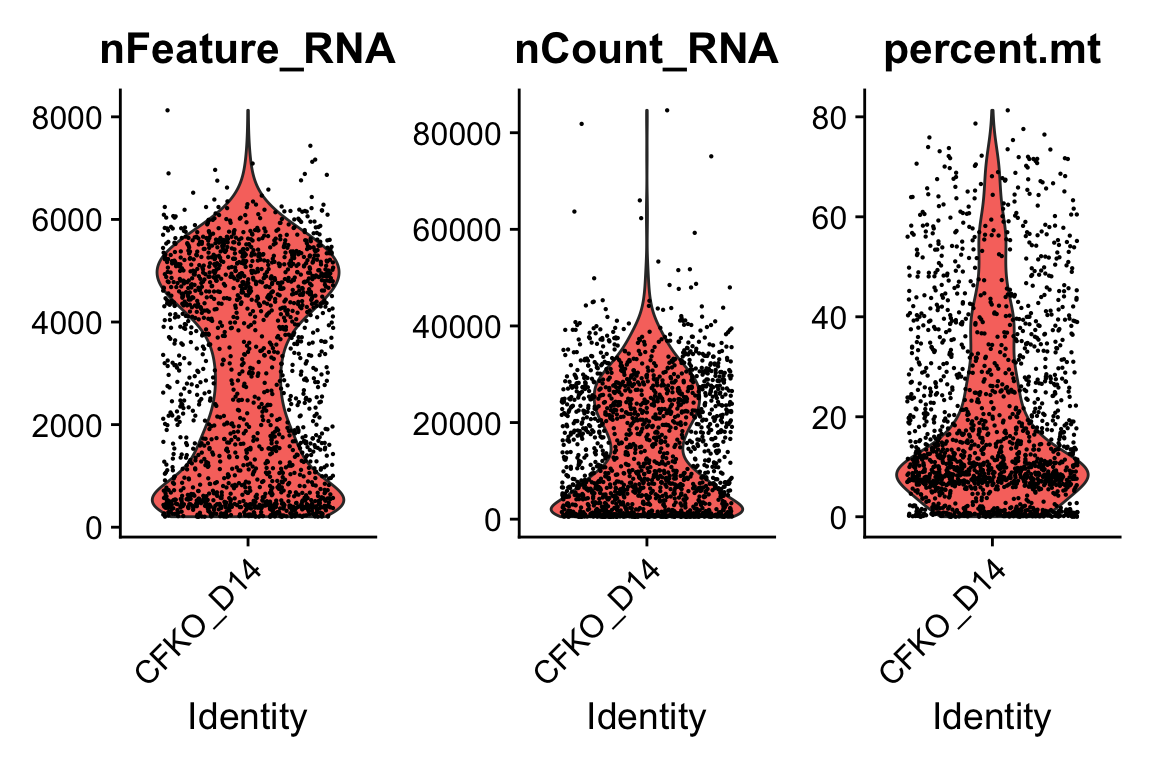 nFeature_RNA
8000
6000
4000
2000
0
CFKO_D14
Identity
nCount_RNA
80000
60000
40000
20000
0
CFKO_D14
Identity
percent.mt
80
60
40
20
0
CFKO_D14
Identity